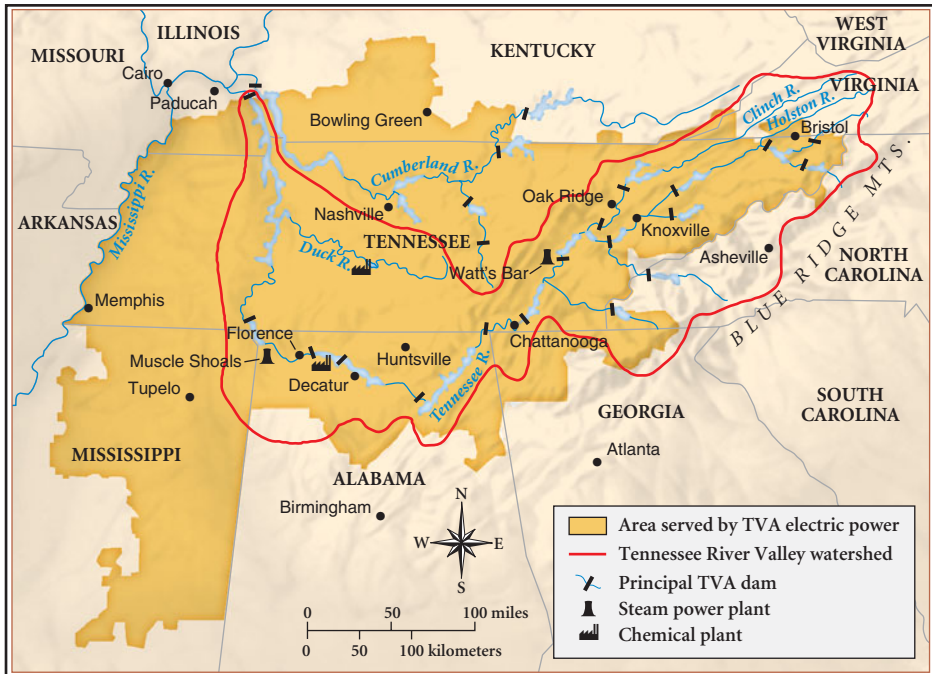 MISSOURI
ILLINOIS
KENTUCKY
WEST
VIRGINIA
VIRGINIA
Cairo
Paducah
Bowling Green
Clinch R.
Holston R.
Bristol
Mississippi R.
Cumberland R.
Oak Ridge
ARKANSAS
Nashville
TENNESSEE
Knoxville
Duck R.
Watt's Bar
Asheville
NORTH
CAROLINA
BLUE RIDGE MTS.
Memphis
Florence
Muscle Shoals
Huntsville
Chattanooga
Tennessee R.
Tupelo
Decatur
GEORGIA
SOUTH
CAROLINA
MISSISSIPPI
ALABAMA
Atlanta
Birmingham
N
W
E
S
0 50 100 miles
0 50 100 kilometers
Area served by TVA electric power
Tennessee River Valley watershed
Principal TVA dam
Steam power plant
Chemical plant